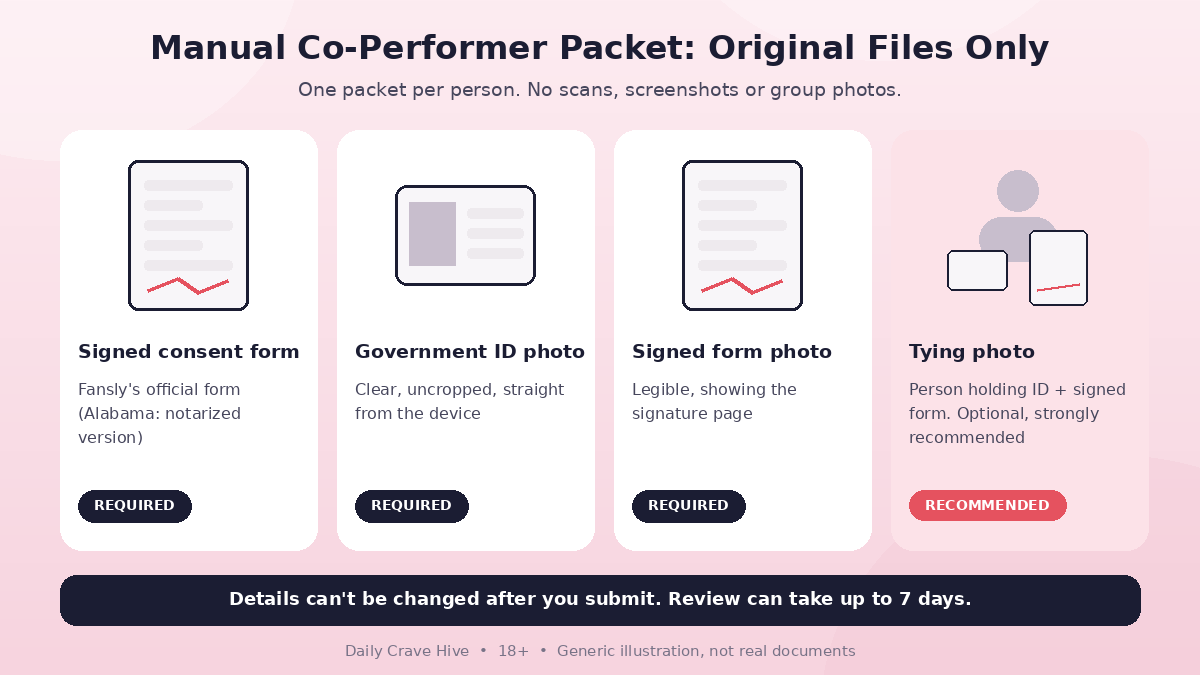 Manual Co-Performer Packet: Original Files Only
One packet per person. No scans, screenshots or group photos.
Signed consent form
Fansly's official form
(Alabama: notarized
version)
REQUIRED
Government ID photo
Clear, uncropped, straight
from the device
REQUIRED
Signed form photo
Legible, showing the
signature page
REQUIRED
Tying photo
Person holding ID + signed
form. Optional, strongly
recommended
RECOMMENDED
Details can't be changed after you submit. Review can take up to 7 days.
Daily Crave Hive • 18+ • Generic illustration, not real documents